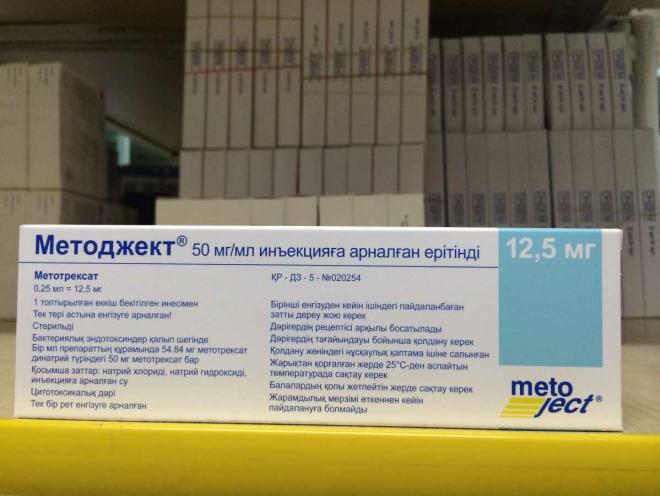 Методжект® 50 мг/мл инъекцияға арналған ерітінді
12,5 мг
Метотрексат
0,25 мл = 12,5 мг
1 толтырылған еккіш бекітілген инесімен
Тек тері астына енгізуге арналған!
Стерильді
Бактериялық эндотоксиндер қалып шегінде
Бір мл препараттың құрамында 54.84 мг метотрексат
динатрий түріндегі 50 мг метотрексат бар
Қосымша заттар: натрий хлориді, натрий гидроксиді,
инъекцияға арналған су
Цитотоксикалық дәрі
Тек бір рет енгізуге арналған
ҚР - ДЗ - 5 - №020254
Бірінші енгізуден кейін ішіндегі пайдаланбаған
затты дереу жою керек
Дәрігердің рецептісі арқылы босатылады
Дәрігердің тағайындауы бойынша қолдану керек
Қолдану жөніндегі нұсқаулық қаптама ішіне салынған
Жарықтан қорғалған жерде 25°С-ден аспайтын
температурада сақтау керек
Балалардың қолы жетпейтін жерде сақтау керек
Жарамдылық мерзімі өткеннен кейін
пайдалануға болмайды
meto
ject®